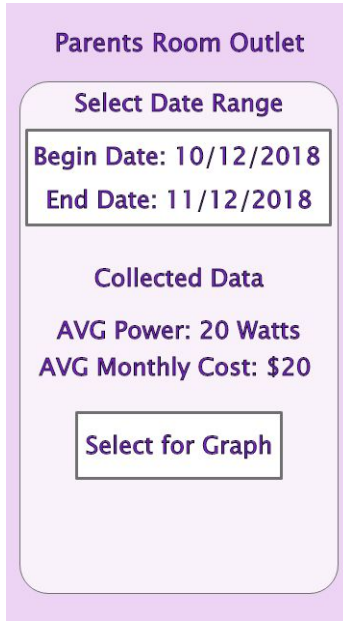 Parents Room Outlet
Select Date Range
Begin Date: 10/12/2018
End Date: 11/12/2018
Collected Data
AVG Power: 20 Watts
AVG Monthly Cost: $20
Select for Graph